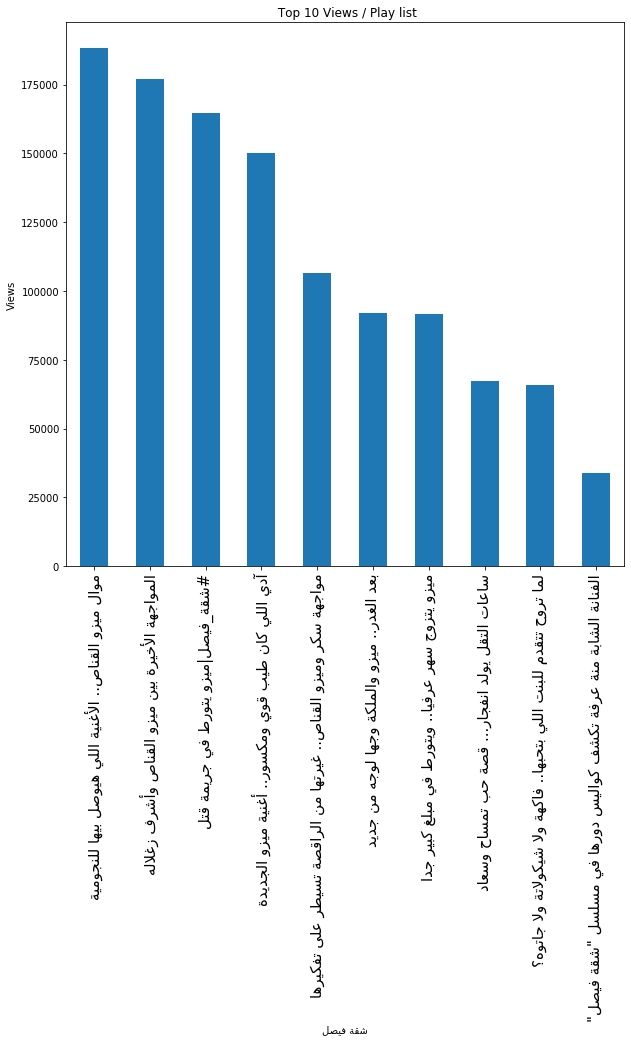 Top 10 Views / Play list
Views
175000
150000
125000
100000
75000
50000
25000
0
موال ميزو القناص.. الأغنية اللي هيوصل بيها للنجومية
المواجهة الأخيرة بين ميزو القناص وأشرف زغلاله
#شقة_فيصل|ميزو يتورط في جريمة قتل
آدي اللي كان طيب قوي ومكسور.. أغنية ميزو الجديدة
مواجهة سكر وميزو القناص.. غيرتها من الراقصة تسيطر على تفكيرها
بعد الغدر.. ميزو والملكة وجها لوجه من جديد
ميزو يتزوج سهر عرفيا.. ويتورط في مبلغ كبير جدا
ساعات التقل يولد انفجار... قصة حب تمساح وسعاد
لما تروح تتقدم للبنت اللي بتحبها.. فاكهة ولا شيكولاتة ولا جاتوه؟
الفنانة الشابة منة عرفة تكشف كواليس دورها في مسلسل "شقة فيصل"
شقة فيصل